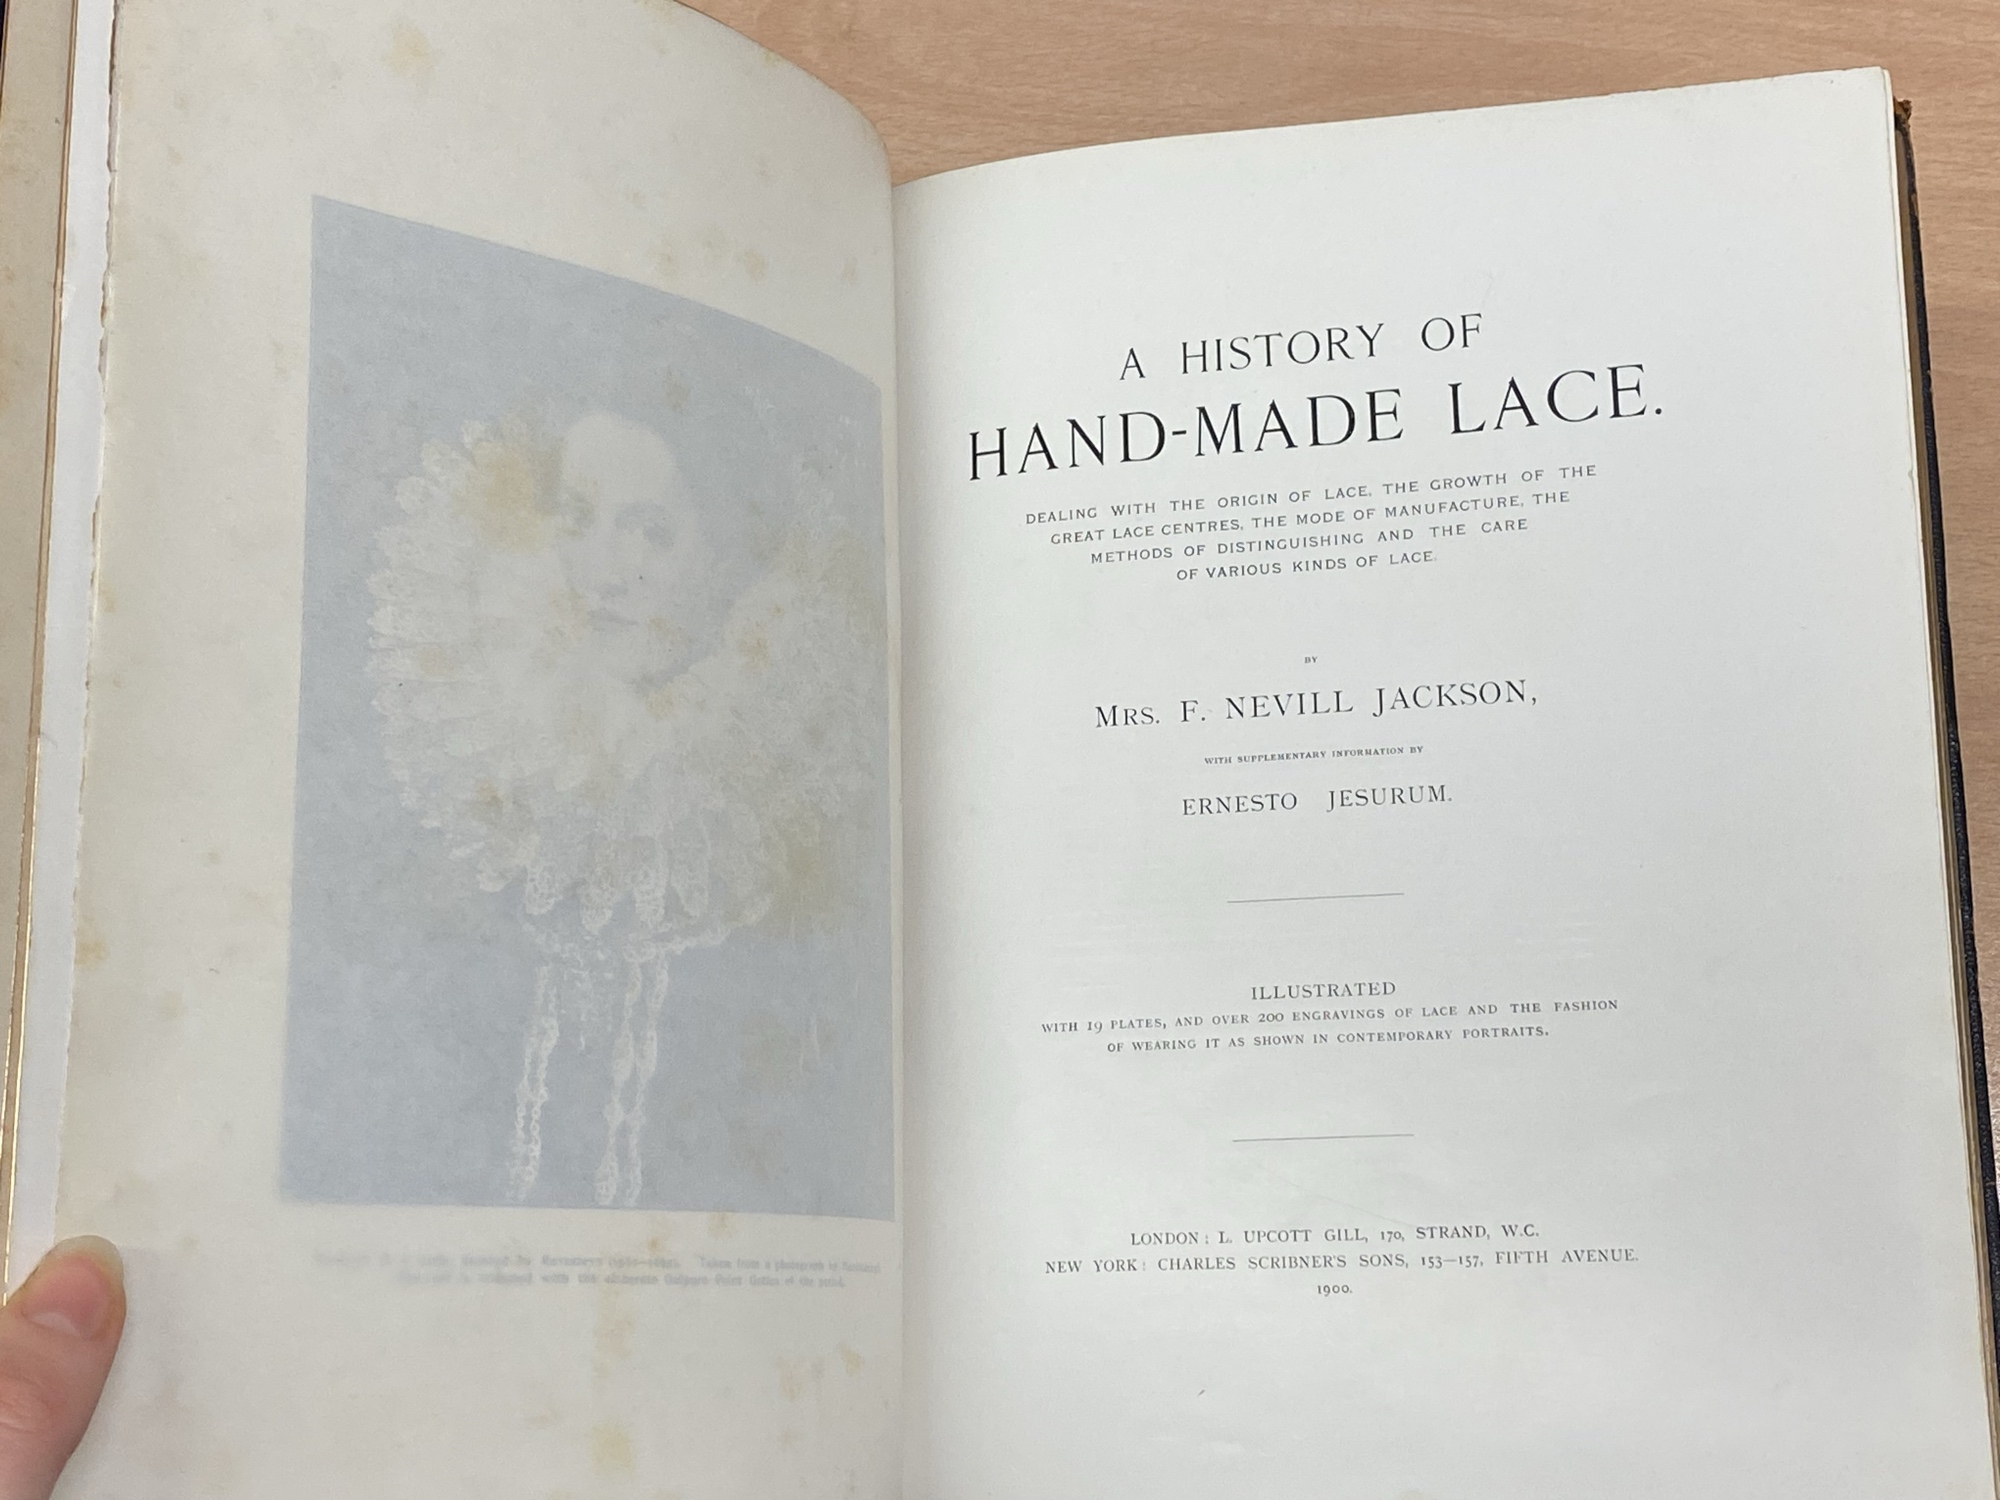 with the elaborate
A HISTORY OF
HAND-MADE LACE.
DEALING WITH THE ORIGIN OF LACE, THE GROWTH OF THE
GREAT LACE CENTRES, THE MODE OF MANUFACTURE, THE
METHODS OF DISTINGUISHING AND THE CARE
OF VARIOUS KINDS OF LACE.
BY
MRS. F. NEVILL JACKSON,
WITH SUPPLEMENTARY INFORMATION BY
ERNESTO JESURUM.
ILLUSTRATED
WITH 19 PLATES, AND OVER 200 ENGRAVINGS OF LACE AND THE FASHION
OF WEARING IT AS SHOWN IN CONTEMPORARY PORTRAITS.
LONDON: L. UPCOTT GILL, 170, STRAND, W.C.
NEW YORK: CHARLES SCRIBNER'S SONS, 153—157, FIFTH AVENUE.
1900.